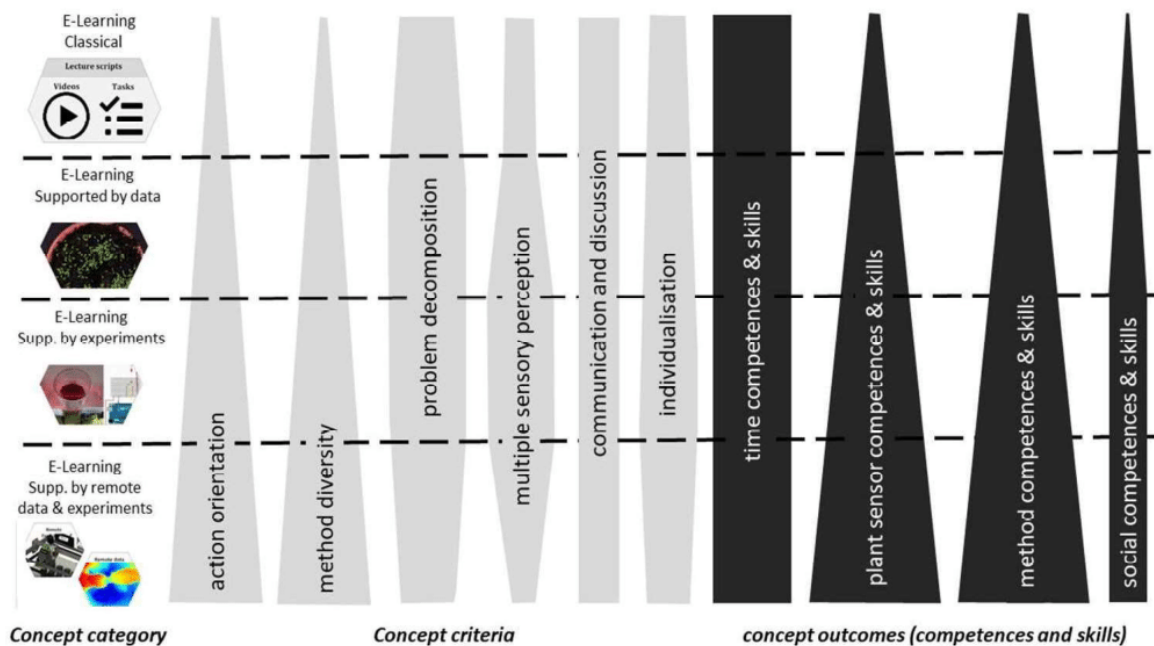 E-Learning
Classical
Lecture scripts
Videos
Tasks
E-Learning
Supported by data
E-Learning
Supp. by experiments
E-Learning
Supp. by remote
data & experiments
Remote
Remote data
action orientation
method diversity
problem decomposition
multiple sensory perception
communication and discussion
individualisation
time competences & skills
plant sensor competences & skills
method competences & skills
social competences & skills
Concept category
Concept criteria
concept outcomes (competences and skills)